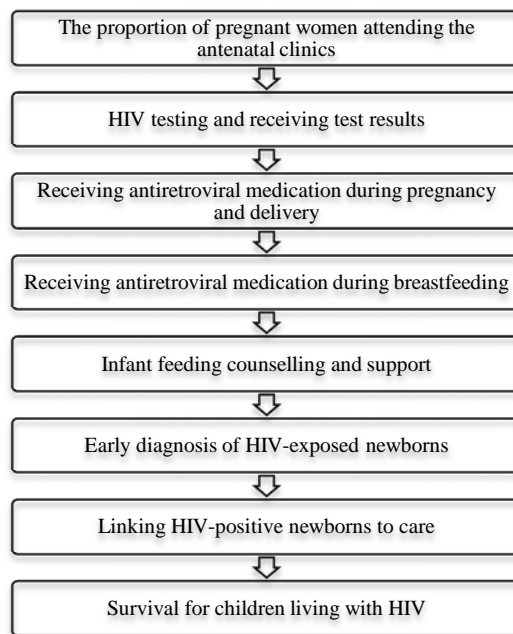 The proportion of pregnant women attending the
antenatal clinics
HIV testing and receiving test results
Receiving antiretroviral medication during pregnancy
and delivery
Receiving antiretroviral medication during breastfeeding
Infant feeding counselling and support
Early diagnosis of HIV-exposed newborns
Linking HIV-positive newborns to care
Survival for children living with HIV